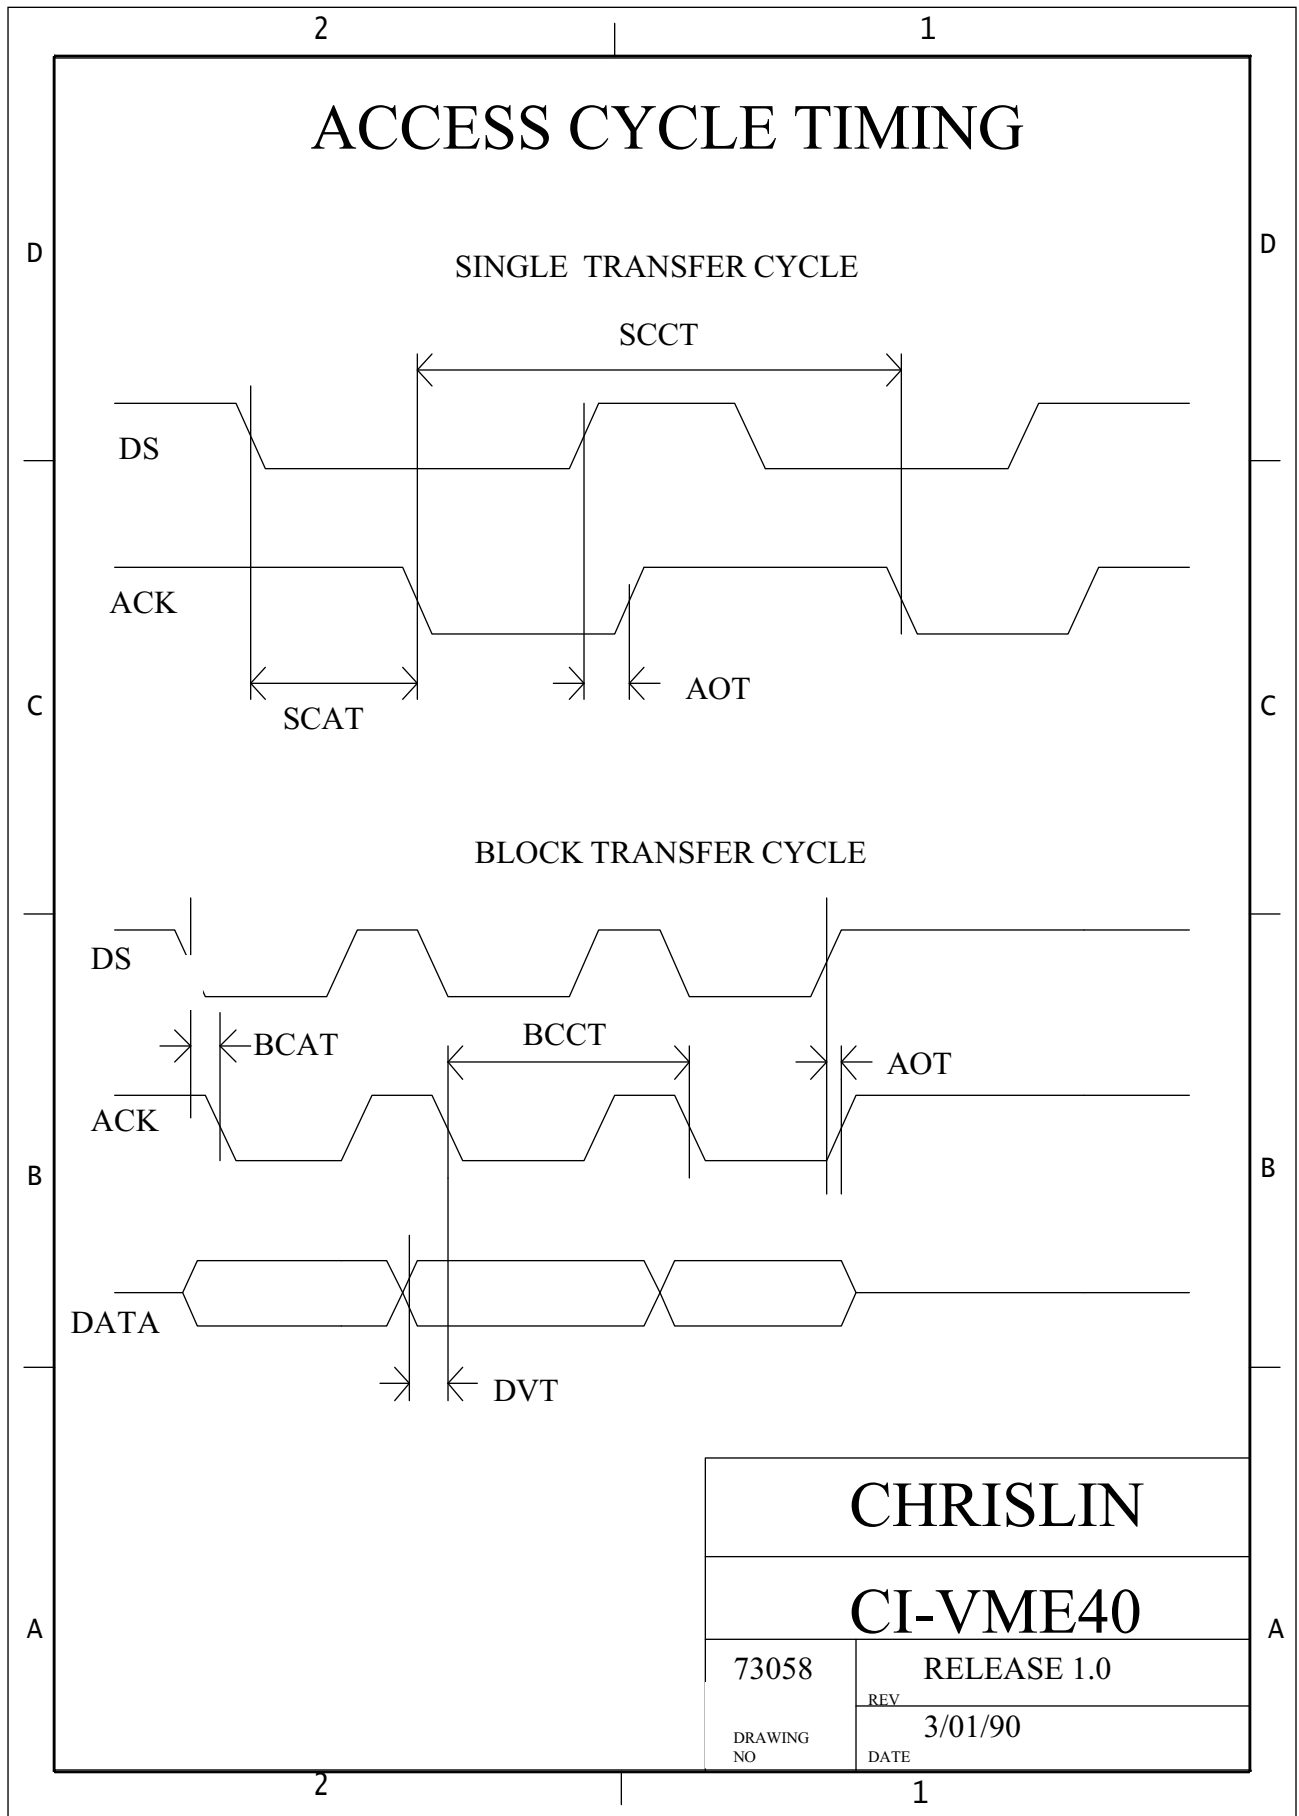 2 1
ACCESS CYCLE TIMING
D D
SINGLE TRANSFER CYCLE
SCCT
DS
ACK
SCAT
AOT
C C
BLOCK TRANSFER CYCLE
DS
BCAT
BCCT
AOT
ACK
B B
DATA
DVT
CHRISLIN
CI-VME40
A A
73058
RELEASE 1.0
REV
3/01/90
DRAWING
NO
DATE
2 1